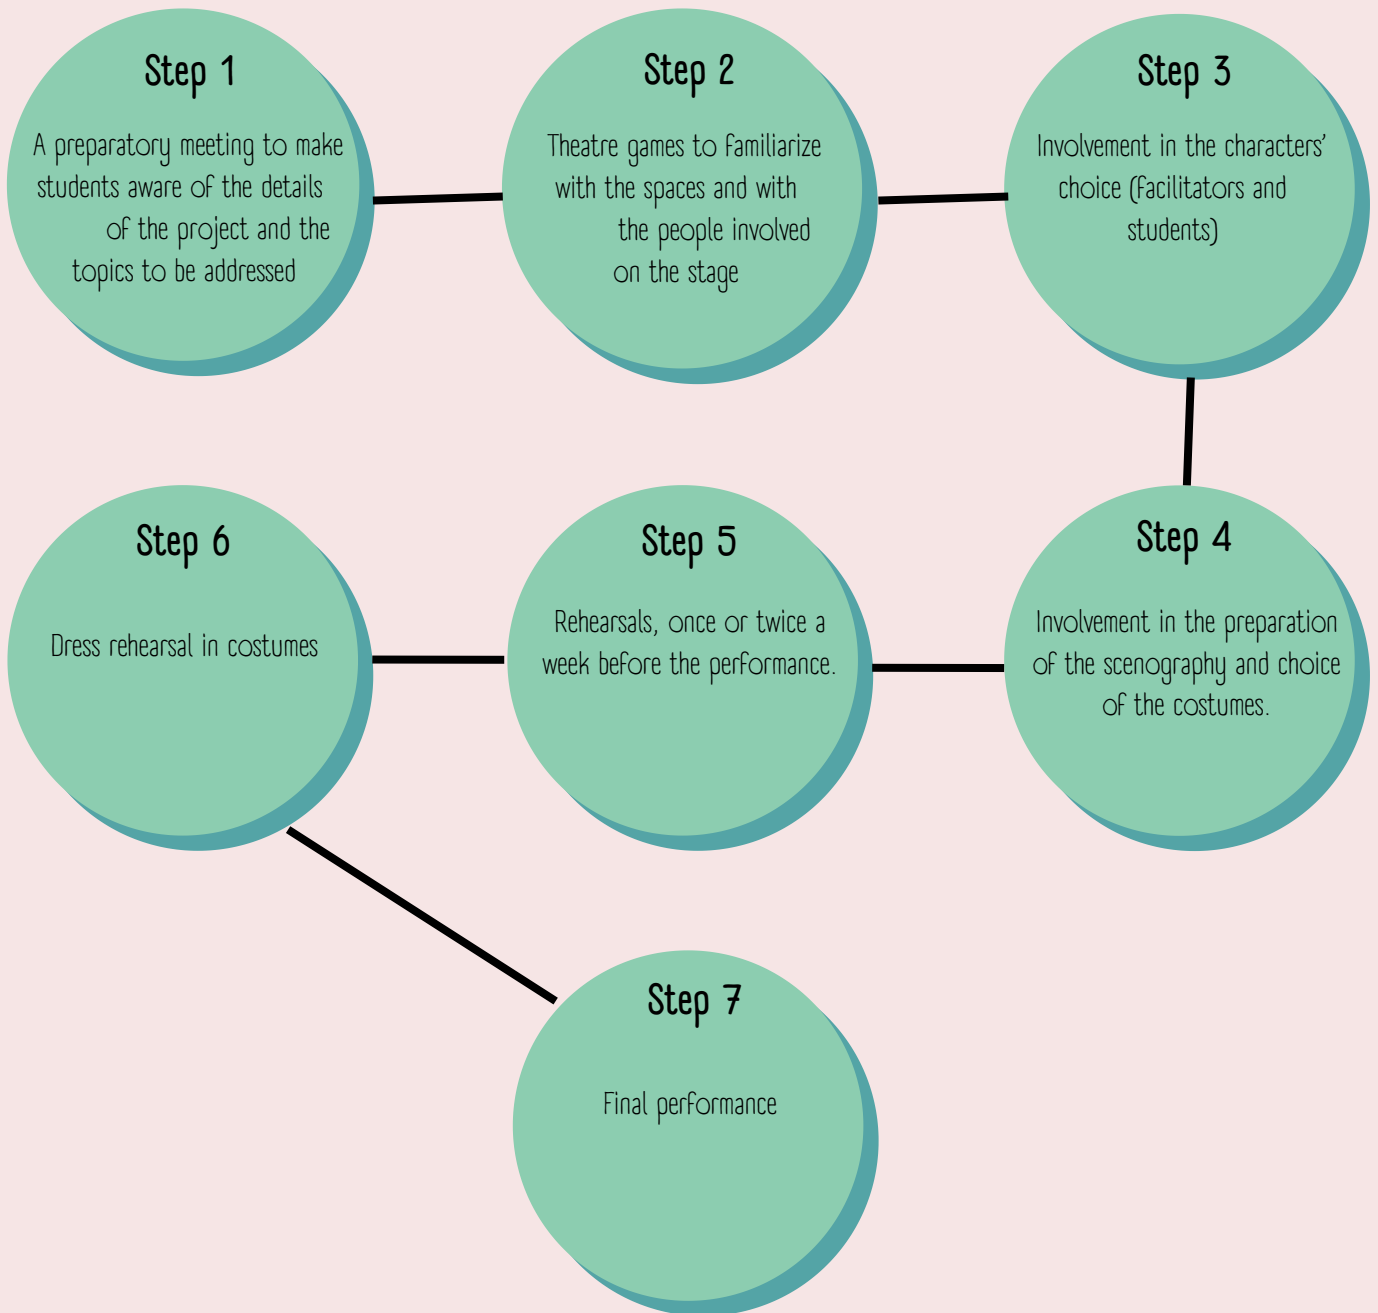 Step 1
A preparatory meeting to make
students aware of the details
of the project and the
topics to be addressed
Step 2
Theatre games to familiarize
with the spaces and with
the people involved
on the stage
Step 3
Involvement in the characters'
choice (facilitators and
students)
Step 4
Involvement in the preparation
of the scenography and choice
of the costumes.
Step 5
Rehearsals, once or twice a
week before the performance.
Step 6
Dress rehearsal in costumes
Step 7
Final performance